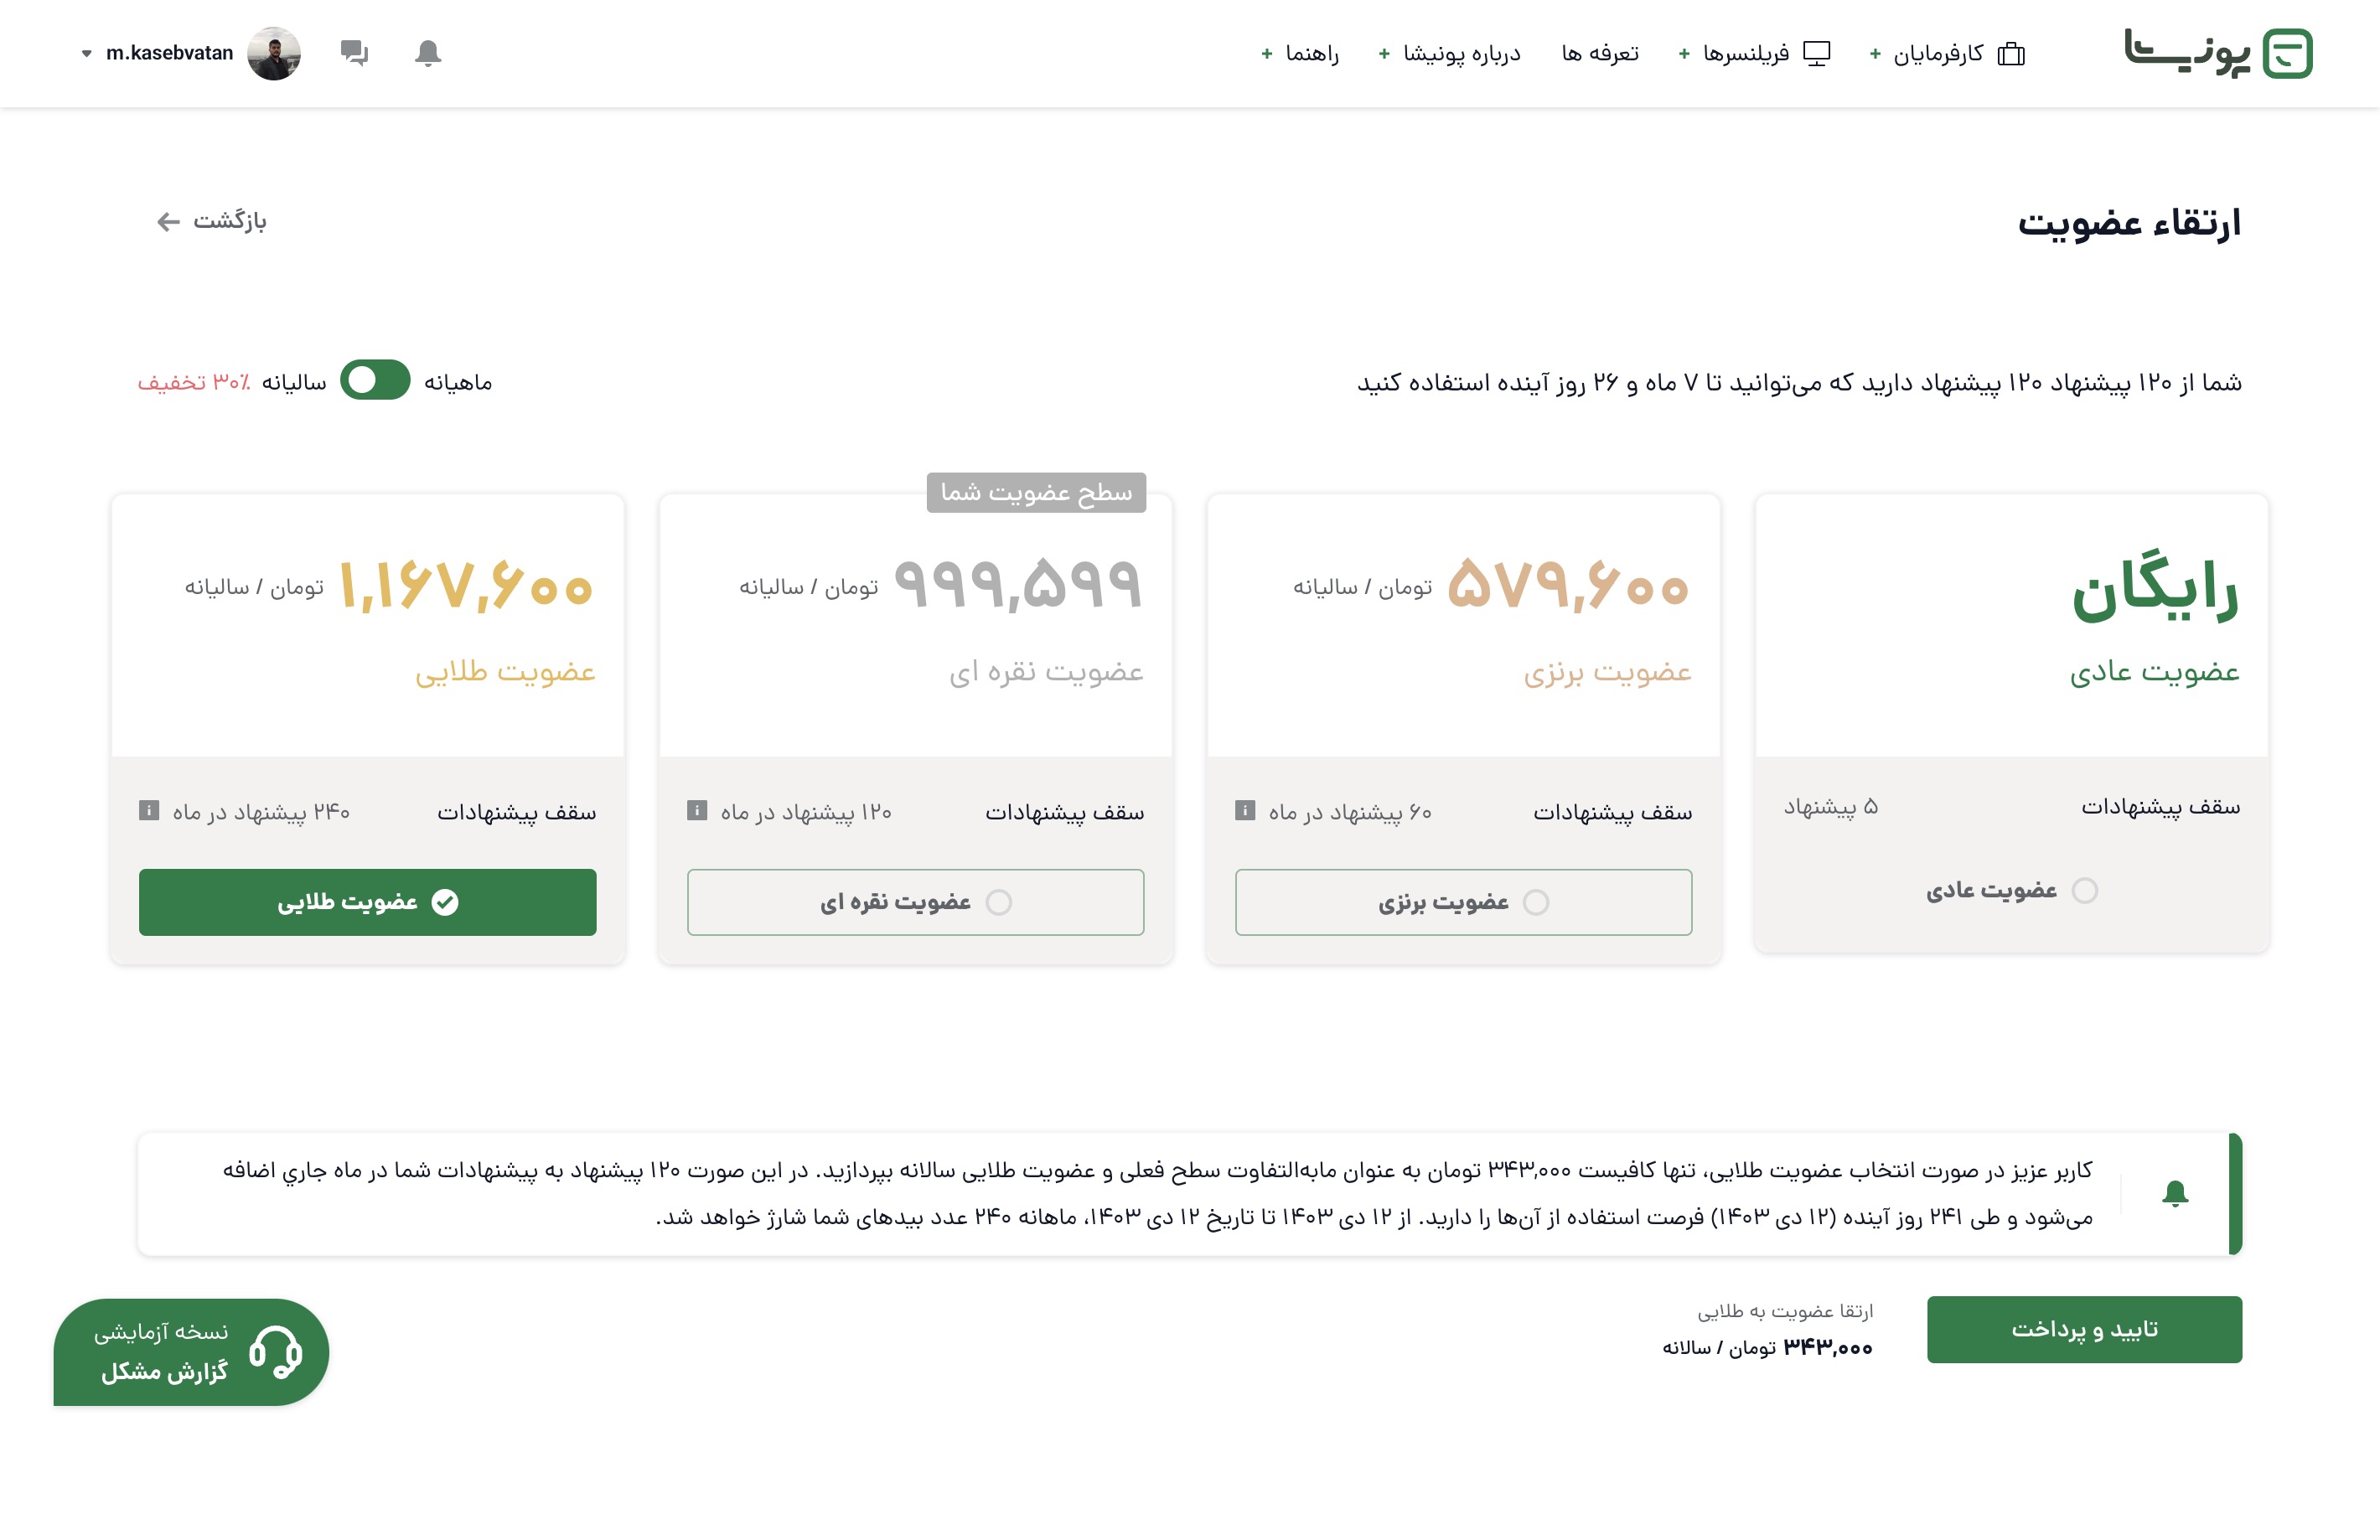 پونیشا
کارفرمایان +
فریلنسرها +
تعرفه ها
درباره پونیشا +
راهنما +
m.kasebvatan
ارتقاء عضویت
بازگشت
شما از ۱۲۰ پیشنهاد ۱۲۰ پیشنهاد دارید که می‌توانید تا ۷ ماه و ۲۶ روز آینده استفاده کنید
ماهیانه
سالیانه ۳۰٪ تخفیف
رایگان
عضویت عادی
سقف پیشنهادات ۵ پیشنهاد
عضویت عادی
۵۷۹,۶۰۰ تومان / سالیانه
عضویت برنزی
سقف پیشنهادات ۶۰ پیشنهاد در ماه
عضویت برنزی
سطح عضویت شما
۹۹۹,۵۹۹ تومان / سالیانه
عضویت نقره ای
سقف پیشنهادات ۱۲۰ پیشنهاد در ماه
عضویت نقره ای
۱,۱۶۷,۶۰۰ تومان / سالیانه
عضویت طلایی
سقف پیشنهادات ۲۴۰ پیشنهاد در ماه
عضویت طلایی
کاربر عزیز در صورت انتخاب عضویت طلایی، تنها کافیست ۳۴۳,۰۰۰ تومان به عنوان مابه‌التفاوت سطح فعلی و عضویت طلایی سالانه بپردازید. در این صورت ۱۲۰ پیشنهاد به پیشنهادات شما در ماه جاري اضافه
می‌شود و طی ۲۴۱ روز آینده (۱۲ دی ۱۴۰۳) فرصت استفاده از آن‌ها را دارید. از ۱۲ دی ۱۴۰۳ تا تاریخ ۱۲ دی ۱۴۰۳، ماهانه ۲۴۰ عدد بیدهای شما شارژ خواهد شد.
تایید و پرداخت
ارتقا عضویت به طلایی
۳۴۳,۰۰۰ تومان / سالانه
نسخه آزمایشی
گزارش مشکل